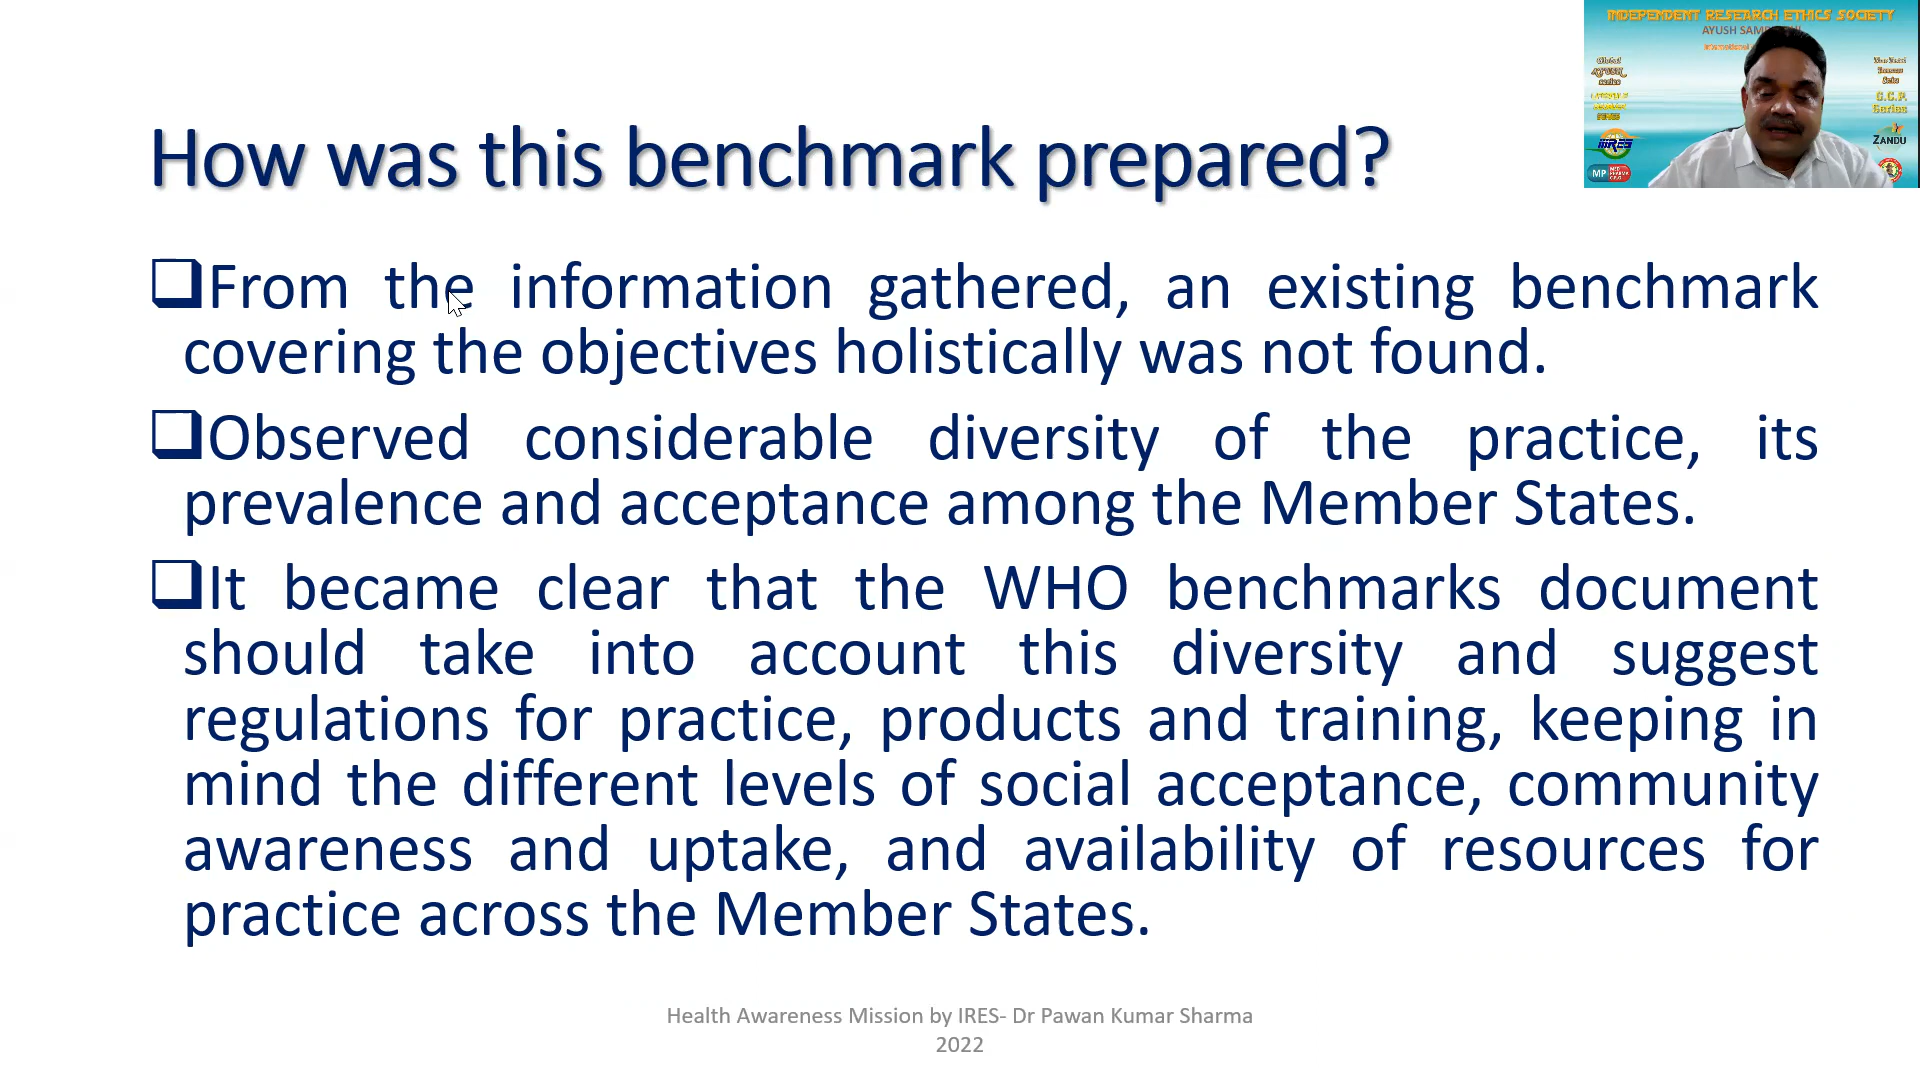 INDEPENDENT RESEARCH ETHICS SOCIETY
How was this benchmark prepared?
Global
AYUSH
series
C.C.P.
Series
ZANDU
IRES
MP
From the information gathered, an existing benchmark
covering the objectives holistically was not found.
Observed considerable diversity of the practice, its
prevalence and acceptance among the Member States.
It became clear that the WHO benchmarks document
should take into account this diversity and suggest
regulations for practice, products and training, keeping in
mind the different levels of social acceptance, community
awareness and uptake, and availability of resources for
practice across the Member States.
Health Awareness Mission by IRES- Dr Pawan Kumar Sharma
2022